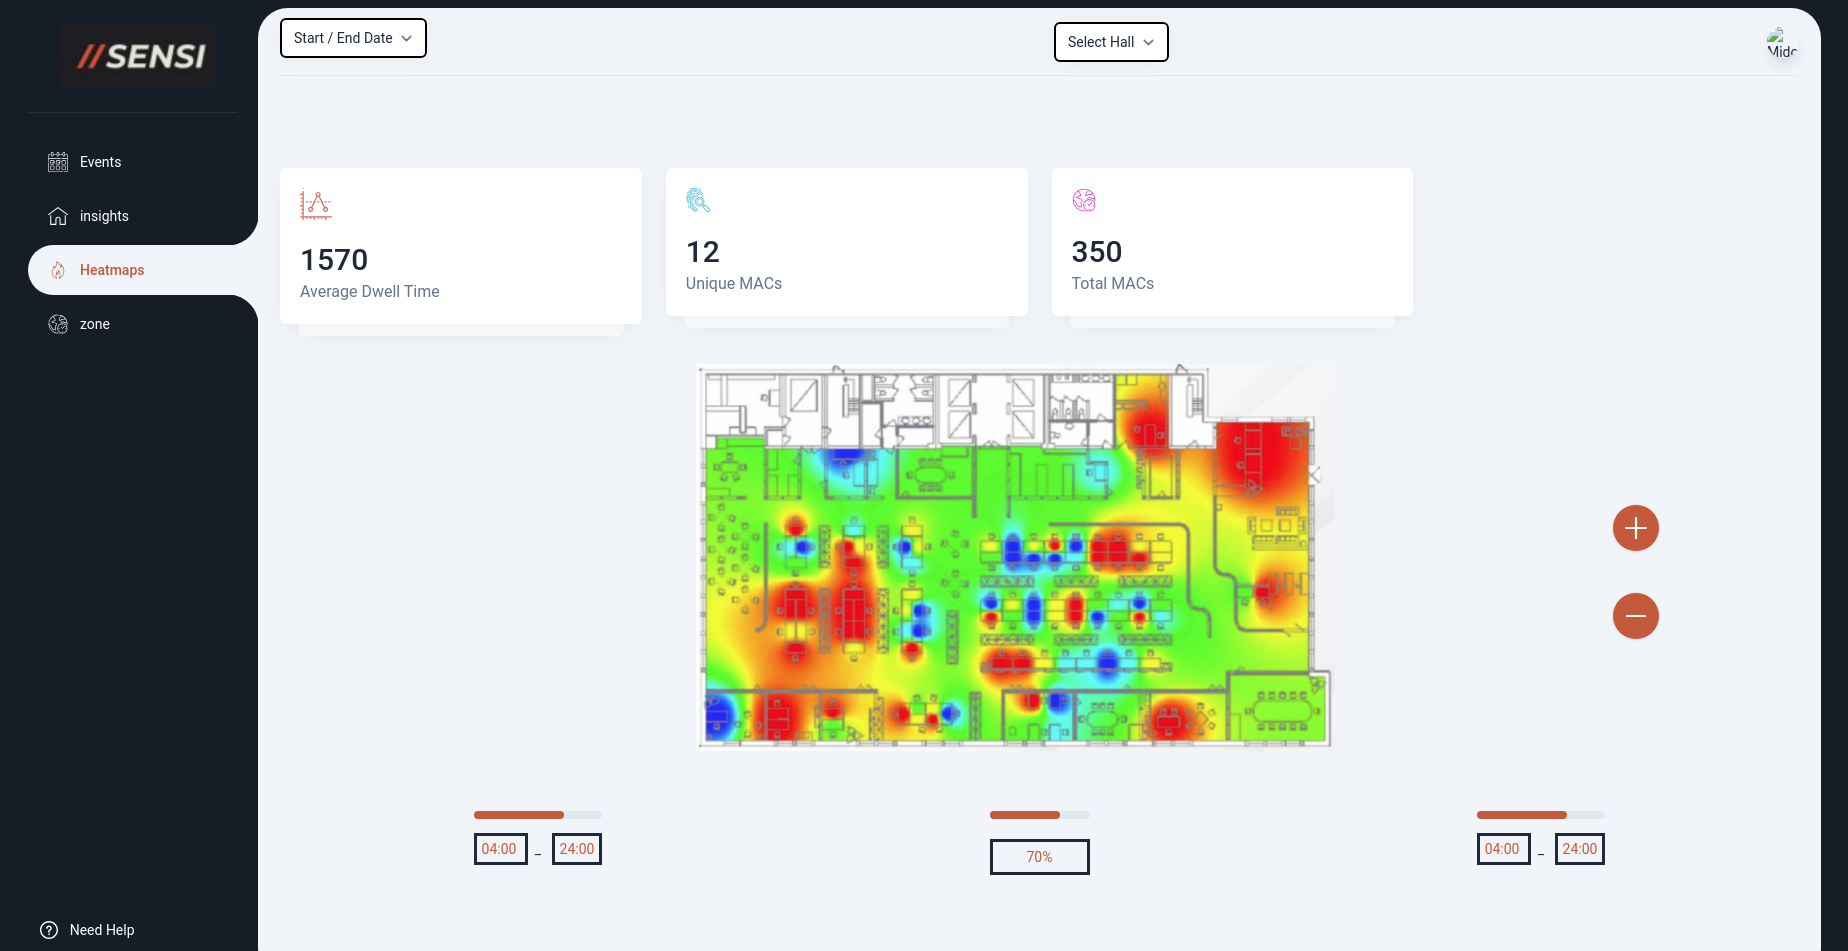 //SENSI
Start / End Date
Select Hall
Events
insights
Heatmaps
zone
1570
Average Dwell Time
12
Unique MACs
350
Total MACs
04:00 – 24:00
70%
04:00 – 24:00
Need Help